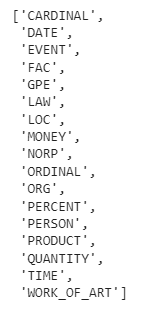 ['CARDINAL',
'DATE',
'EVENT',
'FAC',
'GPE',
'LAW',
'LOC',
'MONEY',
'NORP',
'ORDINAL',
'ORG',
'PERCENT',
'PERSON',
'PRODUCT',
'QUANTITY',
'TIME',
'WORK_OF_ART']